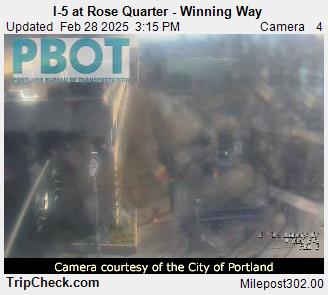 I-5 at Rose Quarter - Winning Way
Updated Feb 28 2025 3:15 PM Camera 4
PBOT
PORTLAND BUREAU OF TRANSPORTATION
Camera courtesy of the City of Portland
TripCheck.com Milepost302.00